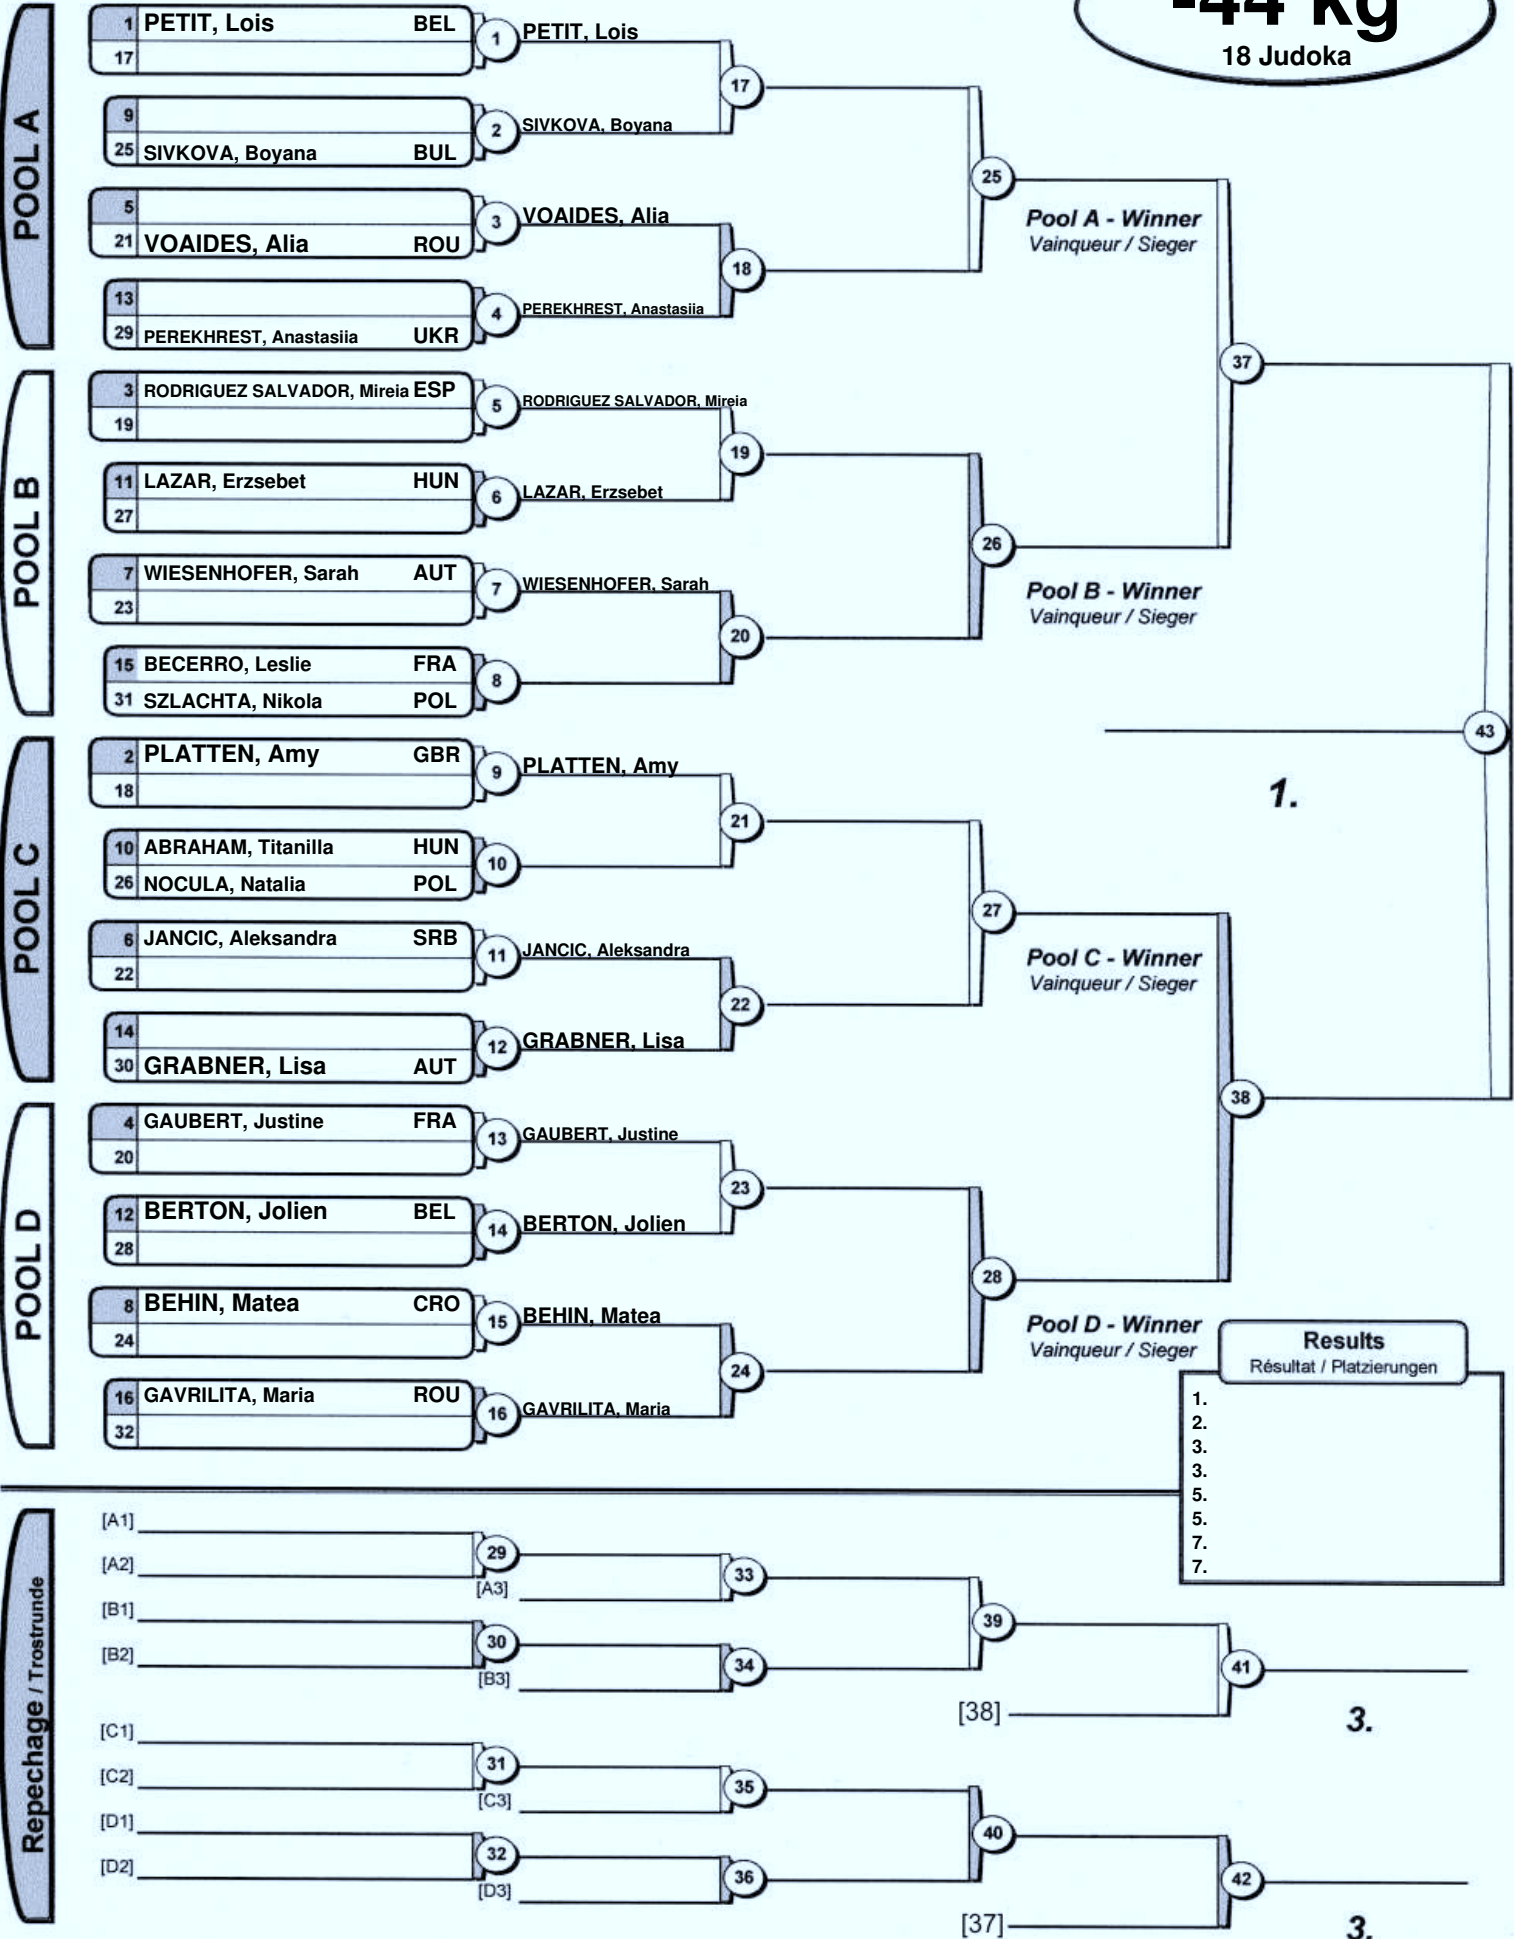 -44 kg
18 Judoka
POOL A
1 PETIT, Lois BEL
17
1 PETIT, Lois
9
25 SIVKOVA, Boyana BUL
2 SIVKOVA, Boyana
17
5
21 VOAIDES, Alia ROU
3 VOAIDES, Alia
13
29 PEREKHREST, Anastasiia UKR
4 PEREKHREST, Anastasiia
18
25
Pool A - Winner
Vainqueur / Sieger
POOL B
3 RODRIGUEZ SALVADOR, Mireia ESP
19
5 RODRIGUEZ SALVADOR, Mireia
11 LAZAR, Erzsebet HUN
27
6 LAZAR, Erzsebet
19
7 WIESENHOFER, Sarah AUT
23
7 WIESENHOFER, Sarah
15 BECERRO, Leslie FRA
31 SZLACHTA, Nikola POL
8
20
26
Pool B - Winner
Vainqueur / Sieger
37
43
1.
POOL C
2 PLATTEN, Amy GBR
18
9 PLATTEN, Amy
10 ABRAHAM, Titanilla HUN
26 NOCULA, Natalia POL
10
21
6 JANCIC, Aleksandra SRB
22
11 JANCIC, Aleksandra
14
30 GRABNER, Lisa AUT
12 GRABNER, Lisa
22
27
Pool C - Winner
Vainqueur / Sieger
POOL D
4 GAUBERT, Justine FRA
20
13 GAUBERT, Justine
12 BERTON, Jolien BEL
28
14 BERTON, Jolien
23
8 BEHIN, Matea CRO
24
15 BEHIN, Matea
16 GAVRILITA, Maria ROU
32
16 GAVRILITA, Maria
24
28
Pool D - Winner
Vainqueur / Sieger
38
Results
Résultat / Platzierungen
1.
2.
3.
3.
5.
5.
7.
7.
Repechage / Trostrunde
[A1]
[A2]
29
[A3]
33
[B1]
[B2]
30
[B3]
34
39
[38]
41
3.
[C1]
[C2]
31
[C3]
35
[D1]
[D2]
32
[D3]
36
40
[37]
42
3.